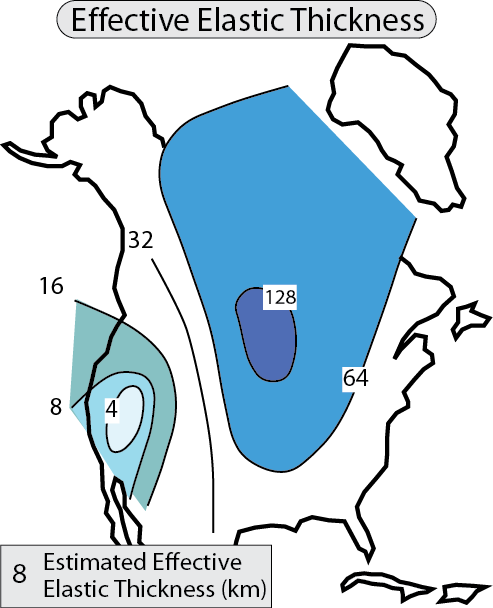 Effective Elastic Thickness
32
16
128
64
8
4
8 Estimated Effective
Elastic Thickness (km)